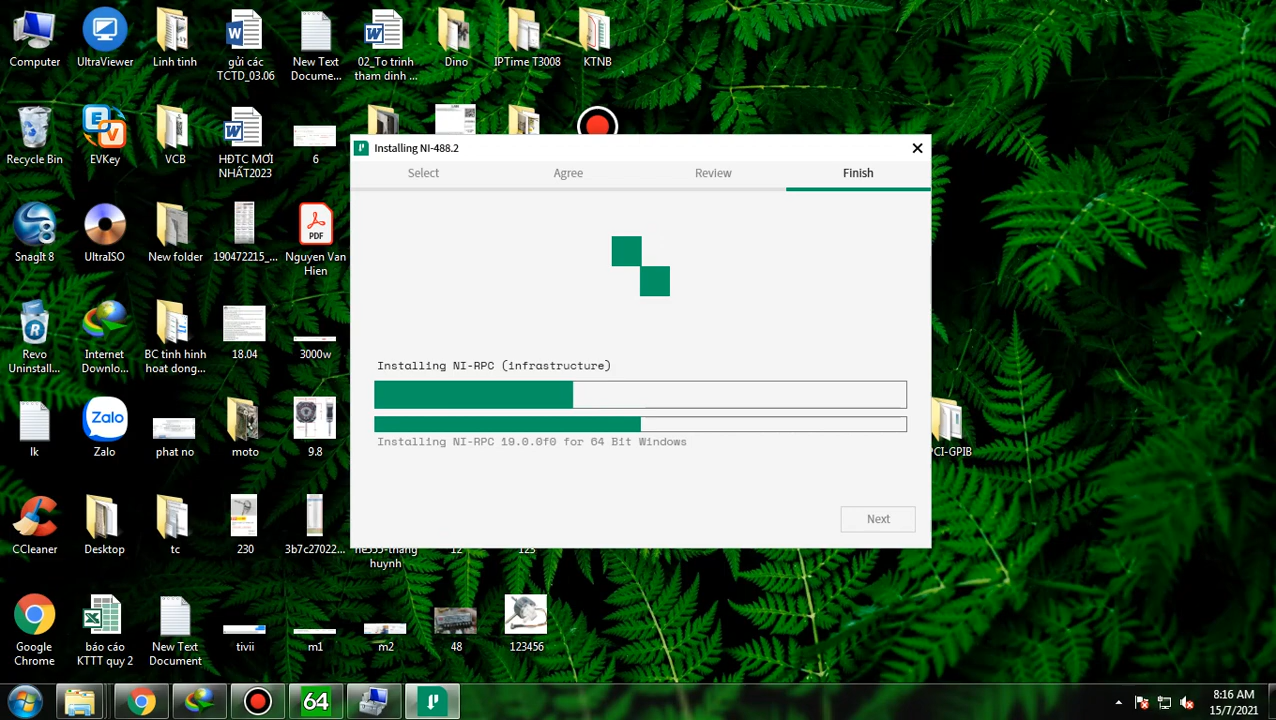 Computer
UltraViewer
Linh tinh
gửi các
TCTD_03.06
New Text
Docume...
02_To trinh
tham dinh ...
Dino
IPTime T3008
KTNB
Recycle Bin
EVKey
VCB
HĐTC MỚI
NHẤT2023
6
Installing NI-488.2
Select
Agree
Review
Finish
SnagIt 8
UltraISO
New folder
190472215_...
PDF
Nguyen Van
Hien
Revo
Uninstall...
Internet
Downlo...
BC tinh hinh
hoat dong...
18.04
3000w
Installing NI-RPC (infrastructure)
Installing NI-RPC 19.0.0f0 for 64 Bit Windows
Zalo
lk
Zalo
phat no
moto
9.8
PCI-GPIB
Next
CCleaner
Desktop
tc
230
3b7c27022...
ne555-thang
huynh
12
123
Google
Chrome
báo cáo
KTTT quy 2
New Text
Document
tivii
m1
m2
48
123456
64
8:16 AM
15/7/2021